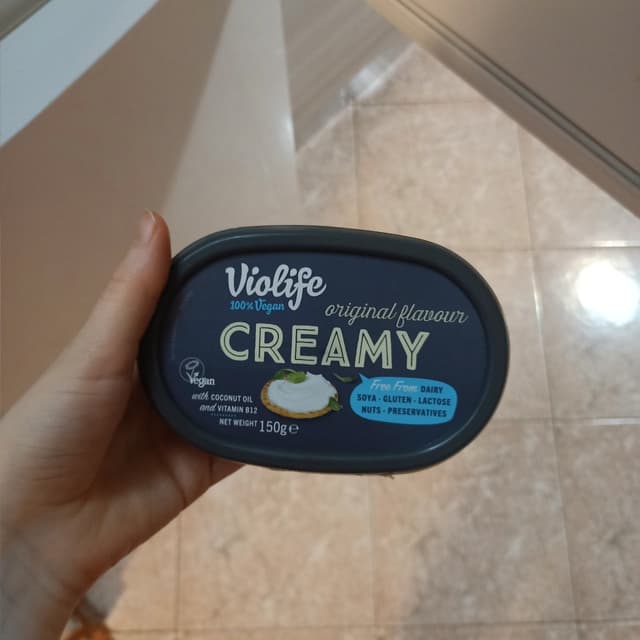 Violife
100% Vegan
original flavour
CREAMY
Vegan
with COCONUT OIL
and VITAMIN B12
NET WEIGHT 150g e
Free From: DAIRY
SOYA - GLUTEN - LACTOSE
NUTS - PRESERVATIVES